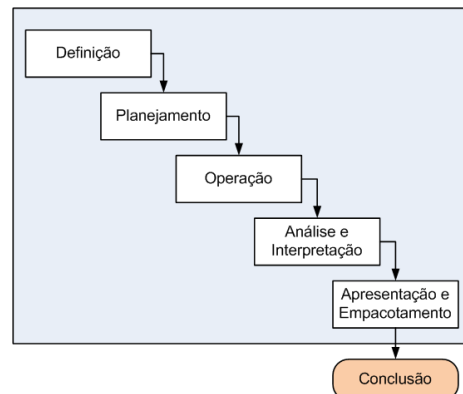 Definição
Planejamento
Operação
Análise e
Interpretação
Apresentação e
Empacotamento
Conclusão